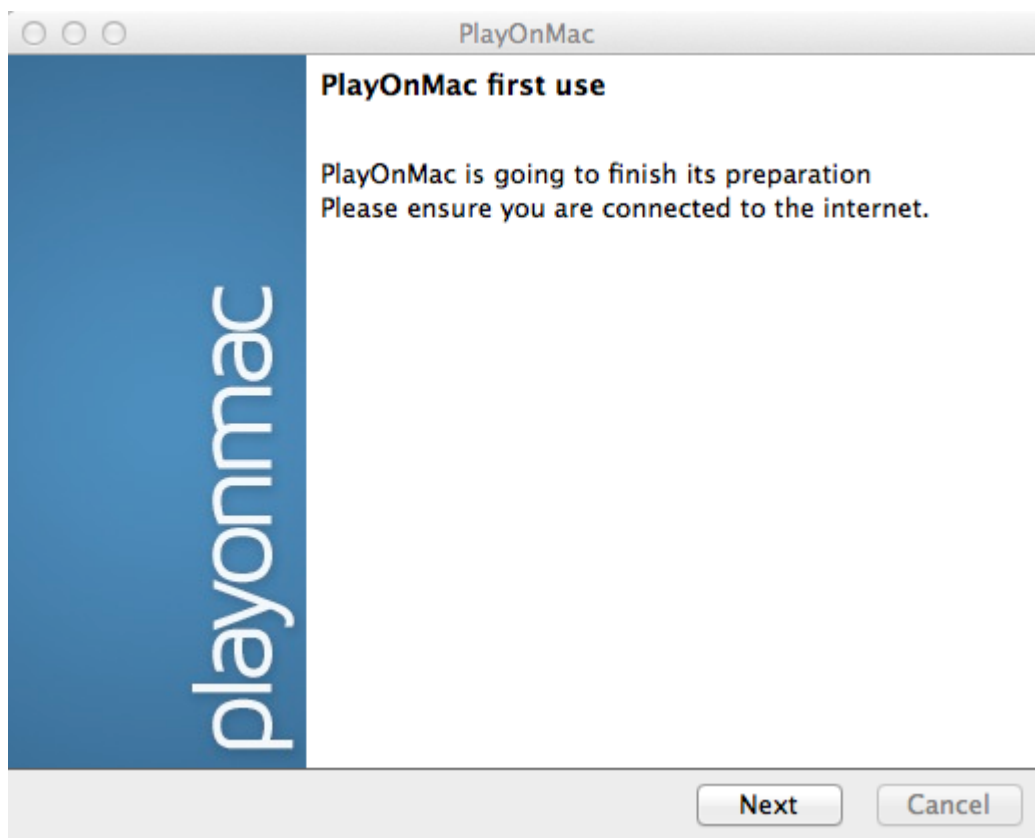 PlayOnMac
PlayOnMac first use
PlayOnMac is going to finish its preparation
Please ensure you are connected to the internet.
playonmac
Next
Cancel